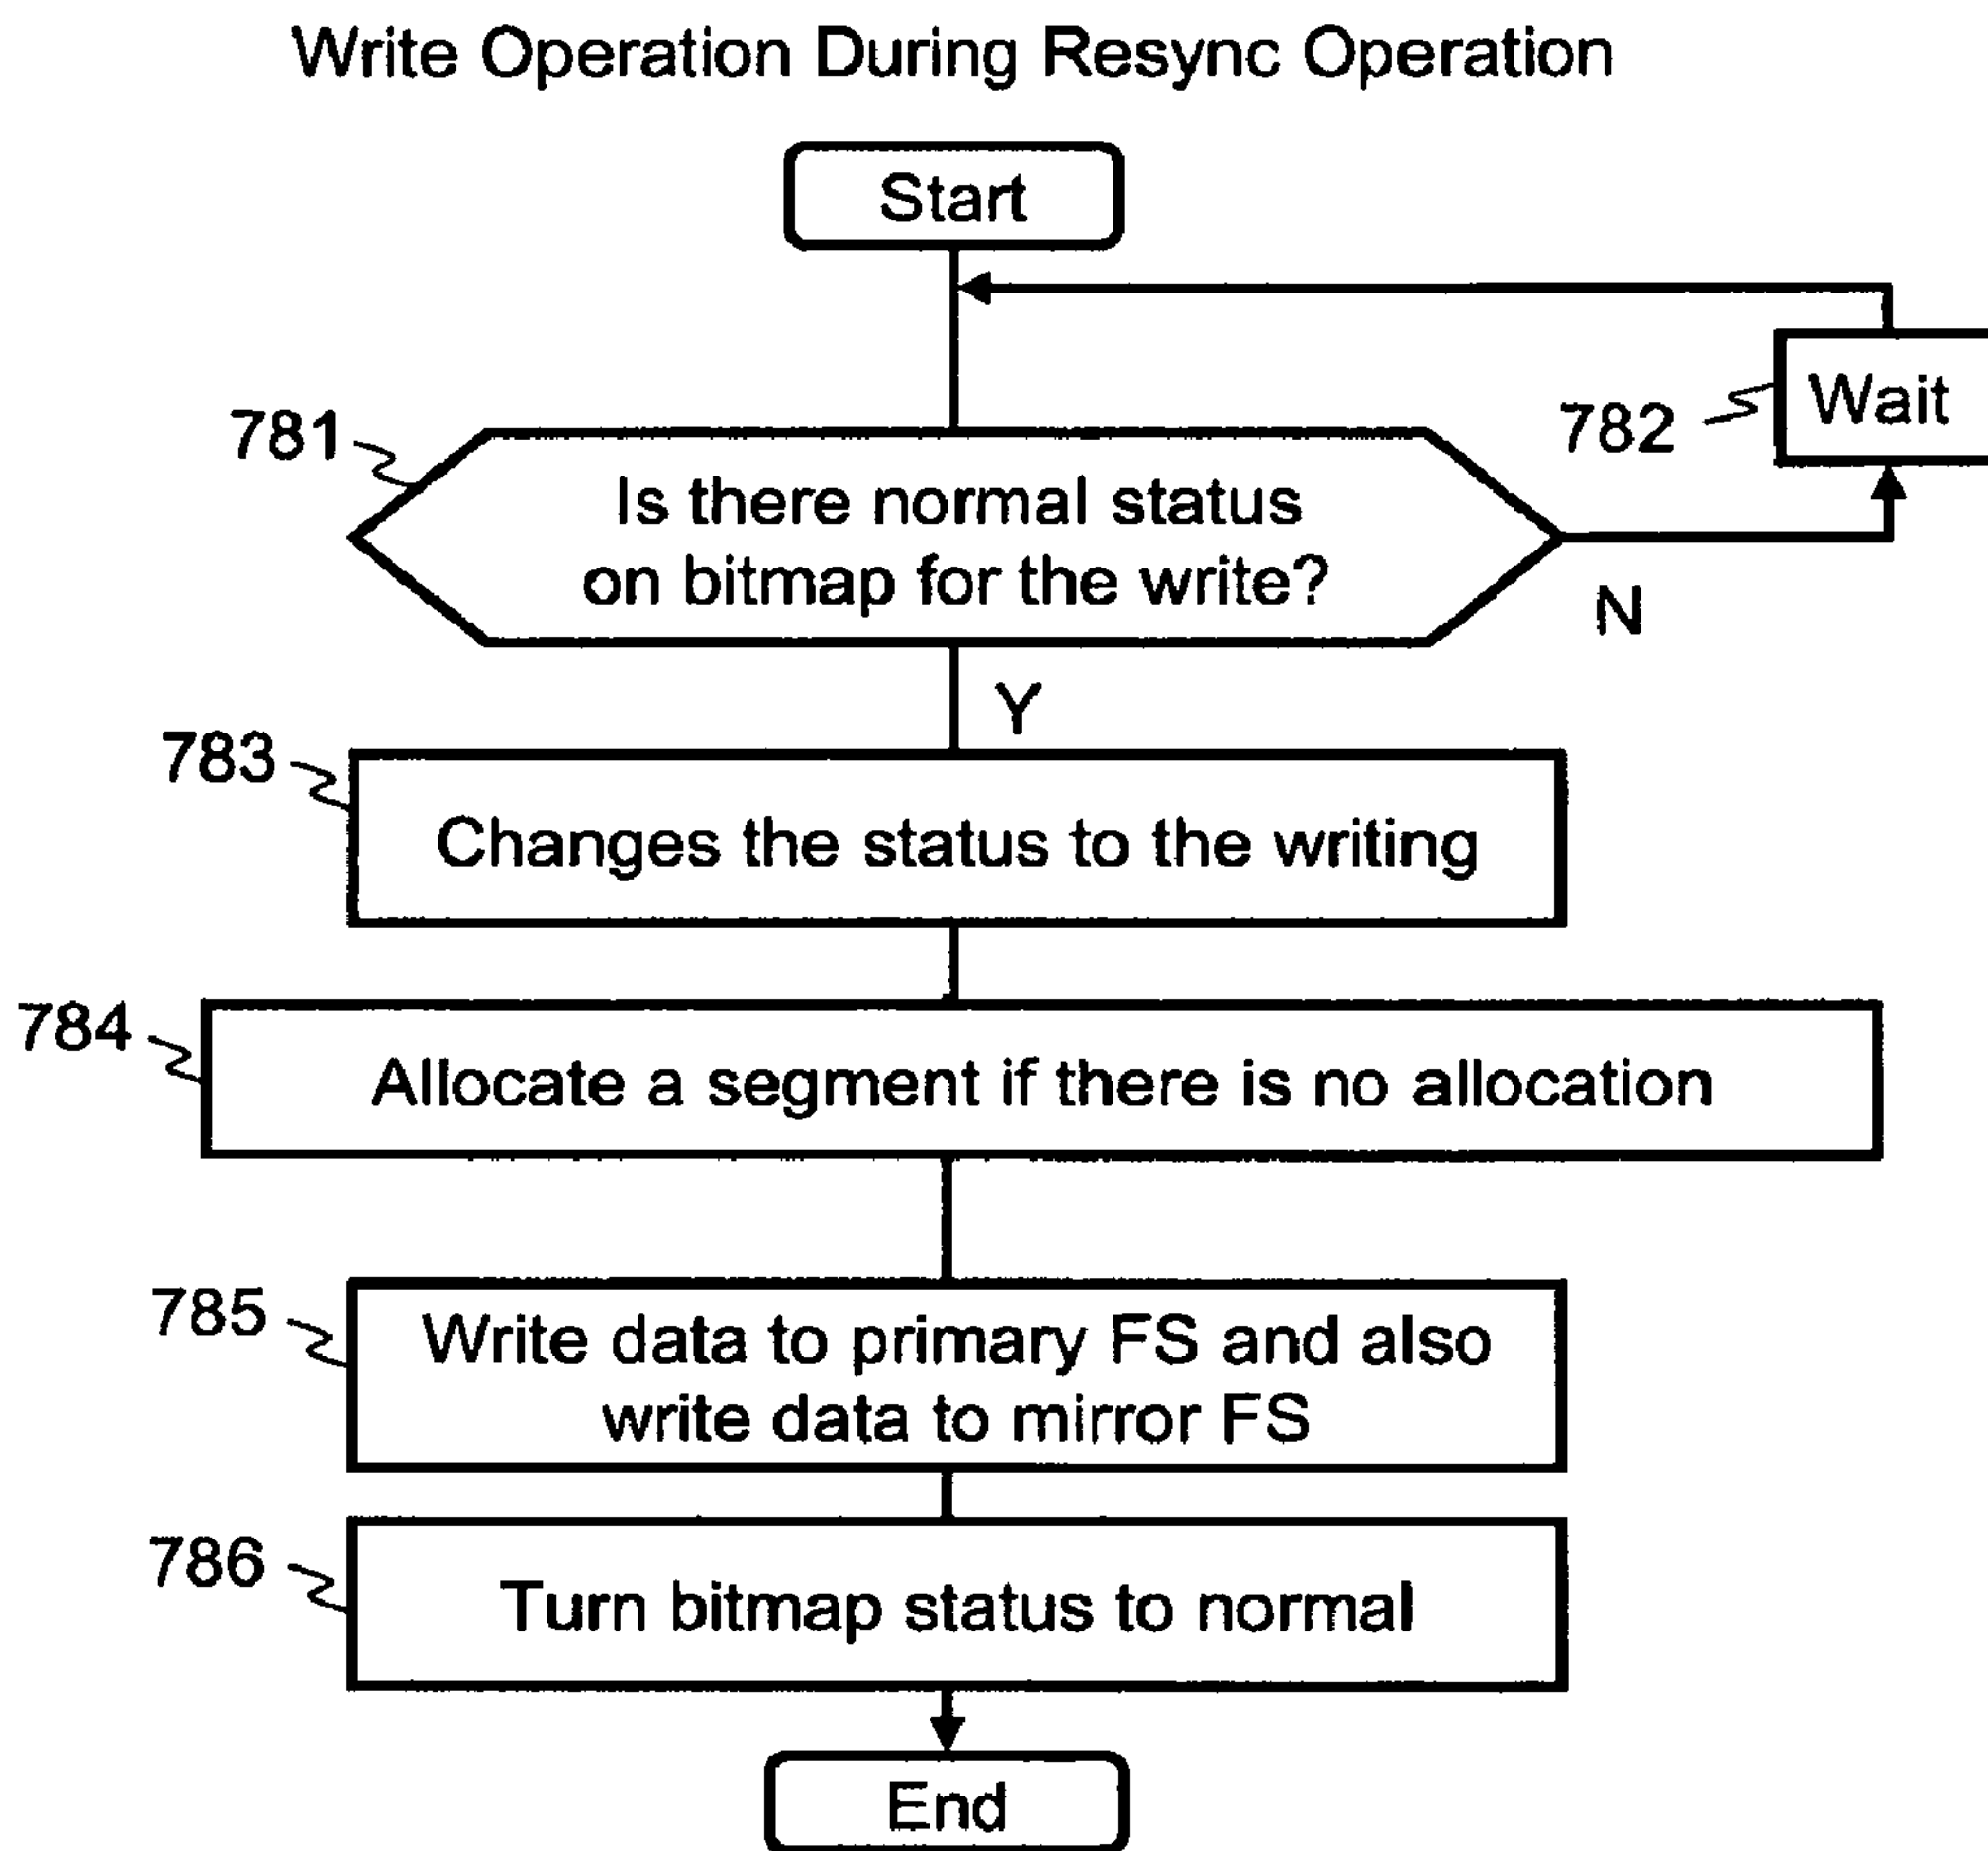 Write Operation During Resync Operation
Start
Wait
782
781
Is there normal status
on bitmap for the write?
N
Y
783
Changes the status to the writing
784
Allocate a segment if there is no allocation
785
Write data to primary FS and also
write data to mirror FS
786
Turn bitmap status to normal
End